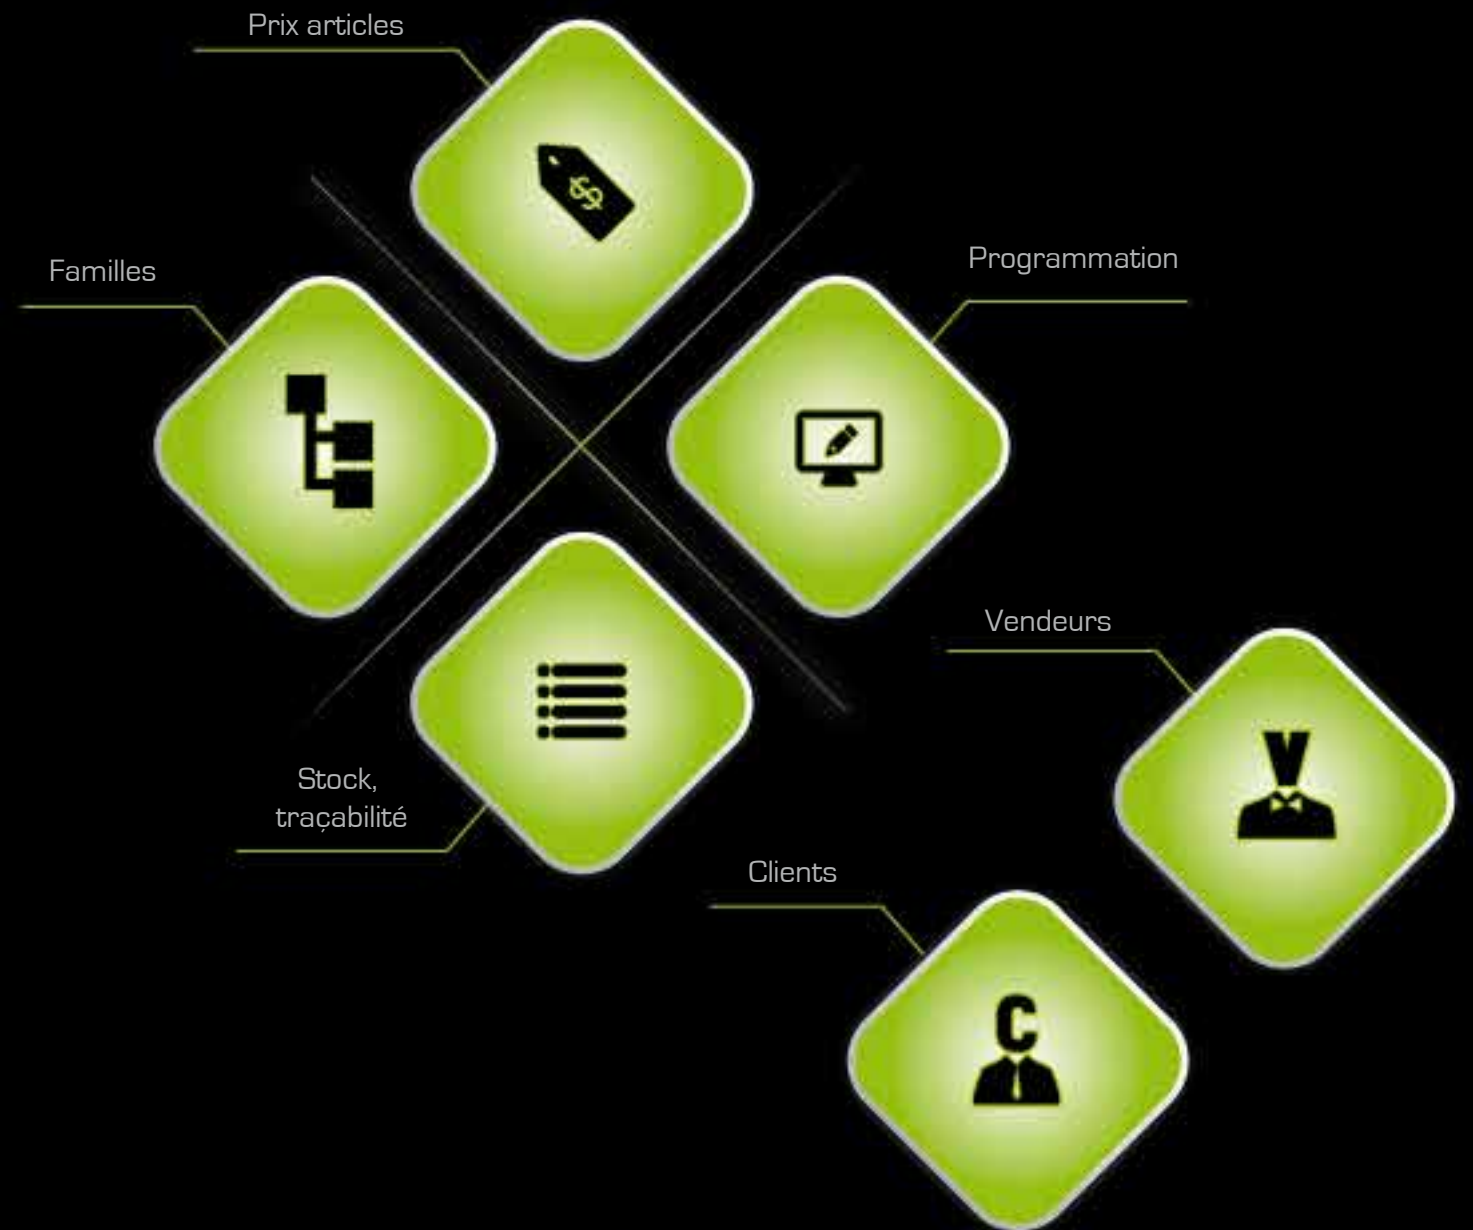 Prix articles
Familles
Programmation
Stock,
traçabilité
Vendeurs
V
Clients
C